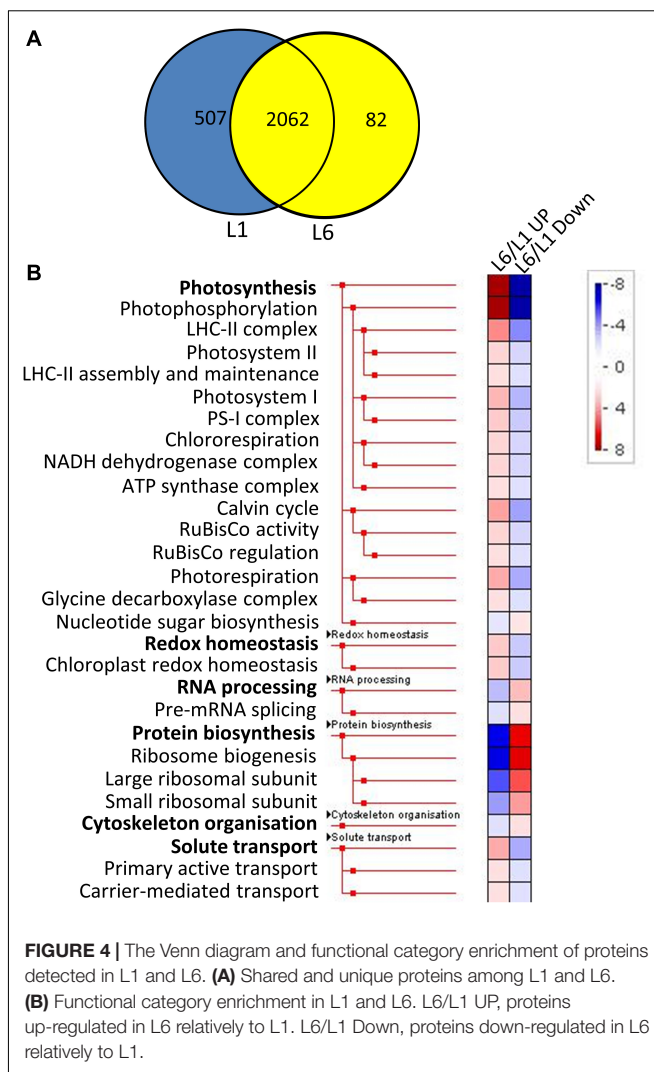 A
507 2062 82
L1 L6
L6/L1 UP
L6/L1 Down
B
Photosynthesis
Photophosphorylation
LHC-II complex
Photosystem II
LHC-II assembly and maintenance
Photosystem I
PS-I complex
Chlororespiration
NADH dehydrogenase complex
ATP synthase complex
Calvin cycle
RuBisCo activity
RuBisCo regulation
Photorespiration
Glycine decarboxylase complex
Nucleotide sugar biosynthesis
Redox homeostasis
Redox homeostasis
Chloroplast redox homeostasis
RNA processing
RNA processing
Pre-mRNA splicing
Protein biosynthesis
Protein biosynthesis
Ribosome biogenesis
Large ribosomal subunit
Small ribosomal subunit
Cytoskeleton organisation
Cytoskeleton organisation
Solute transport
Solute transport
Primary active transport
Carrier-mediated transport
-8
-4
0
4
8
FIGURE 4 | The Venn diagram and functional category enrichment of proteins
detected in L1 and L6. (A) Shared and unique proteins among L1 and L6.
(B) Functional category enrichment in L1 and L6. L6/L1 UP, proteins
up-regulated in L6 relatively to L1. L6/L1 Down, proteins down-regulated in L6
relatively to L1.